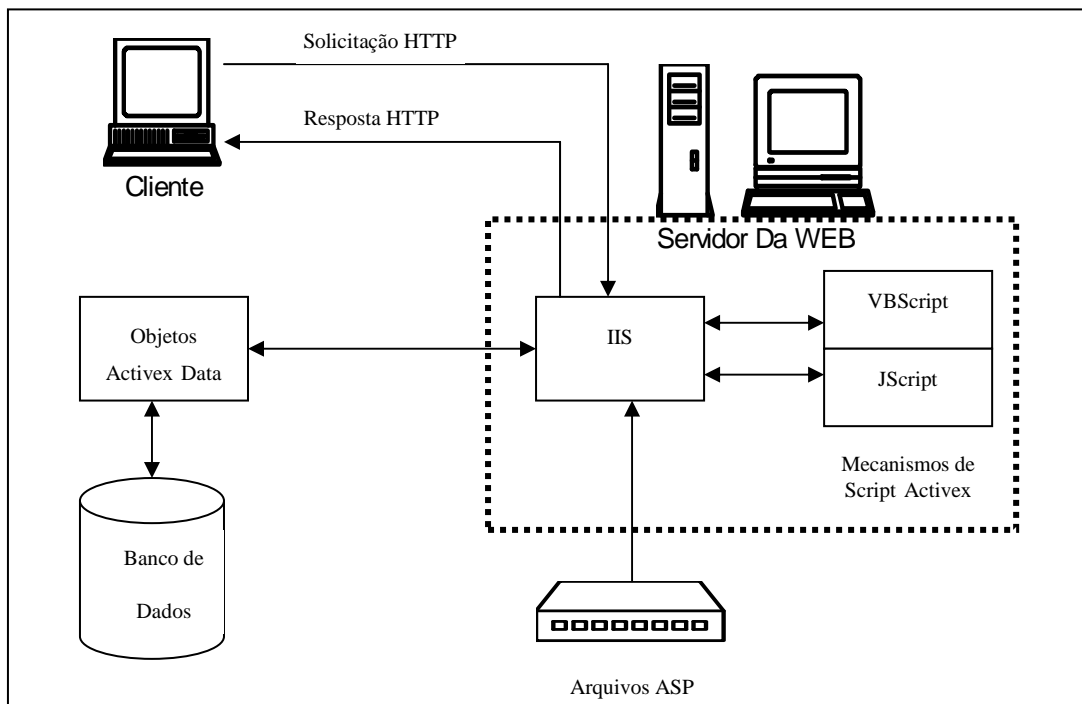 Solicitação HTTP
Resposta HTTP
Cliente
Servidor Da WEB
Objetos
Activex Data
IIS
VBScript
JScript
Mecanismos de
Script Activex
Banco de
Dados
Arquivos ASP